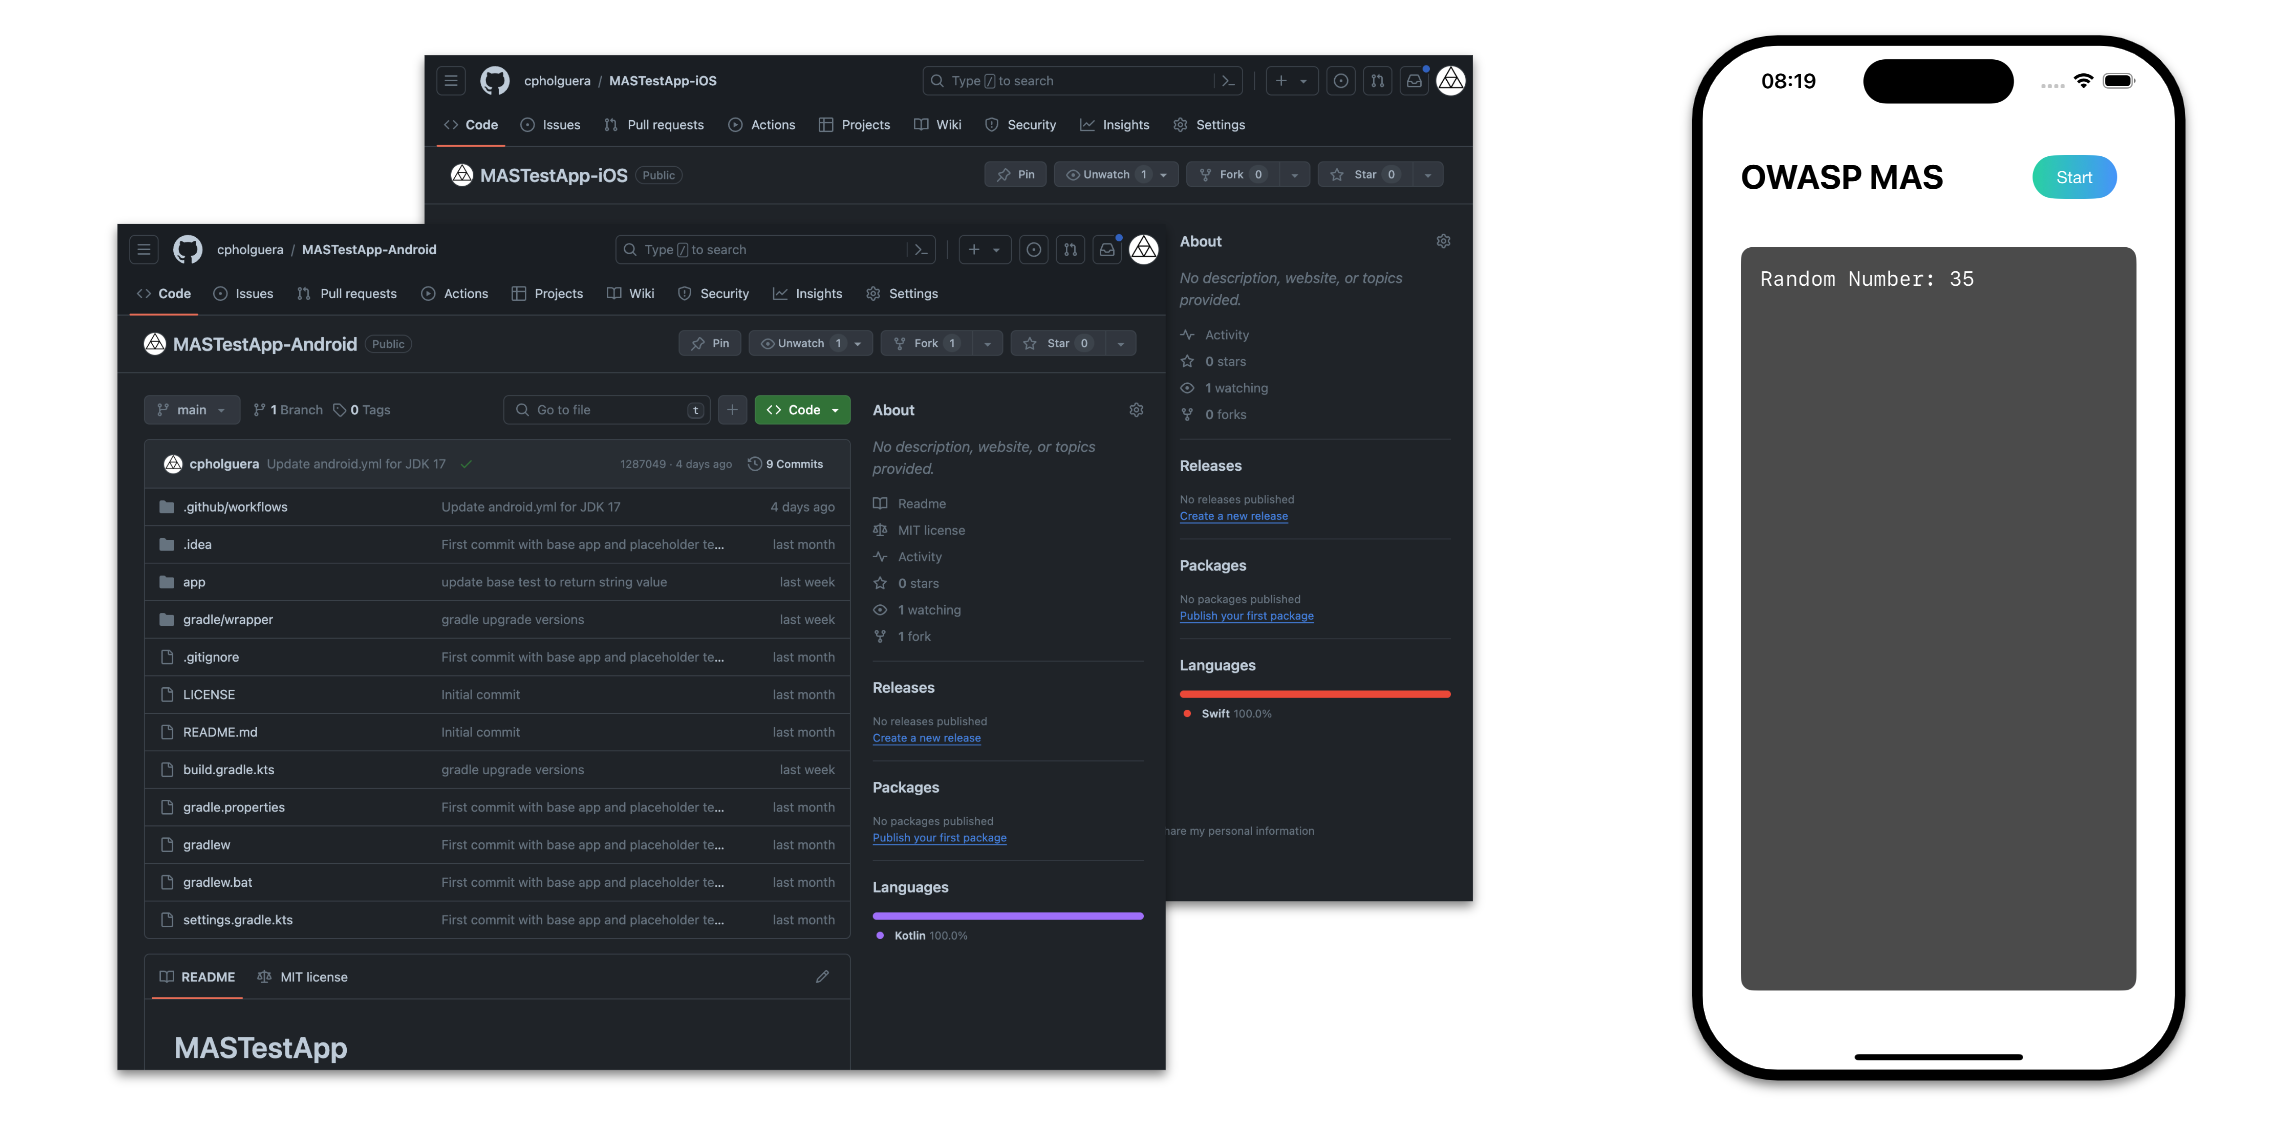 cpholguera / MASTestApp-iOS
Type / to search
Code Issues Pull requests Actions Projects Wiki Security Insights Settings
MASTestApp-iOS Public
Pin Unwatch 1 Fork 0 Star 0
About
No description, website, or topics
provided.
Activity
0 stars
1 watching
0 forks
Releases
No releases published
Create a new release
Packages
No packages published
Publish your first package
Languages
Swift 100.0%
hare my personal information
cpholguera / MASTestApp-Android
Type / to search
Code Issues Pull requests Actions Projects Wiki Security Insights Settings
MASTestApp-Android Public
Pin Unwatch 1 Fork 1 Star 0
main 1 Branch 0 Tags Go to file t Code
cpholguera Update android.yml for JDK 17 1287049 · 4 days ago 9 Commits
.github/workflows Update android.yml for JDK 17 4 days ago
.idea First commit with base app and placeholder te... last month
app update base test to return string value last week
gradle/wrapper gradle upgrade versions last week
.gitignore First commit with base app and placeholder te... last month
LICENSE Initial commit last month
README.md Initial commit last month
build.gradle.kts gradle upgrade versions last week
gradle.properties First commit with base app and placeholder te... last month
gradlew First commit with base app and placeholder te... last month
gradlew.bat First commit with base app and placeholder te... last month
settings.gradle.kts First commit with base app and placeholder te... last month
README MIT license
MASTestApp
About
No description, website, or topics
provided.
Readme
MIT license
Activity
0 stars
1 watching
1 fork
Releases
No releases published
Create a new release
Packages
No packages published
Publish your first package
Languages
Kotlin 100.0%
08:19
OWASP MAS
Start
Random Number: 35